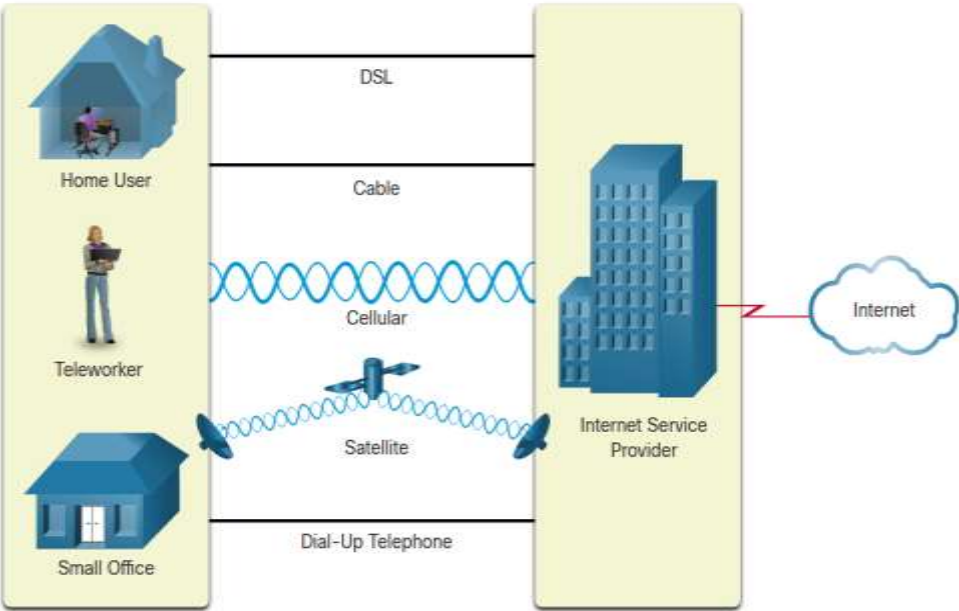 Home User
Teleworker
Small Office
DSL
Cable
Cellular
Satellite
Dial-Up Telephone
Internet Service
Provider
Internet